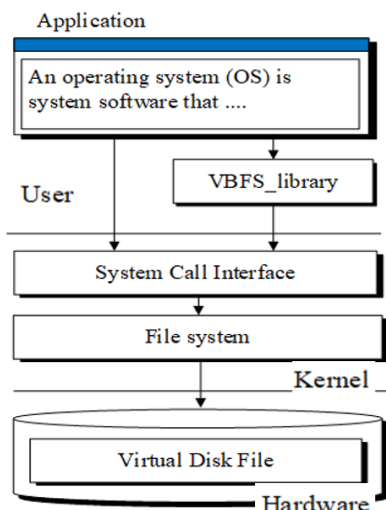 Application
An operating system (OS) is
system software that ....
VBFS_library
User
System Call Interface
File system
Kernel
Virtual Disk File
Hardware